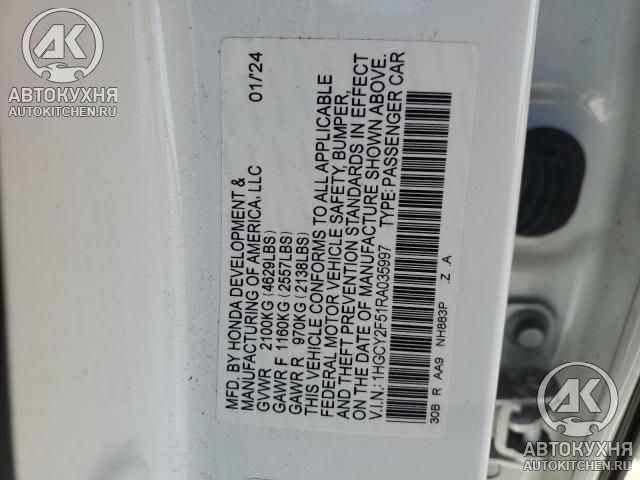 АК
АВТОКУХНЯ
AUTOKITCHEN.RU
MFD. BY HONDA DEVELOPMENT & 01/'24
MANUFACTURING OF AMERICA, LLC
GVWR 2100KG (4629LBS)
GAWR F 1160KG (2557LBS)
GAWR R 970KG (2138LBS)
THIS VEHICLE CONFORMS TO ALL APPLICABLE
FEDERAL MOTOR VEHICLE SAFETY, BUMPER,
AND THEFT PREVENTION STANDARDS IN EFFECT
ON THE DATE OF MANUFACTURE SHOWN ABOVE.
V.I.N.: 1HGCY2F51RA035997 TYPE: PASSENGER CAR
30B R AA9 NH883P .Z .A
АК
АВТОКУХНЯ
AUTOKITCHEN.RU